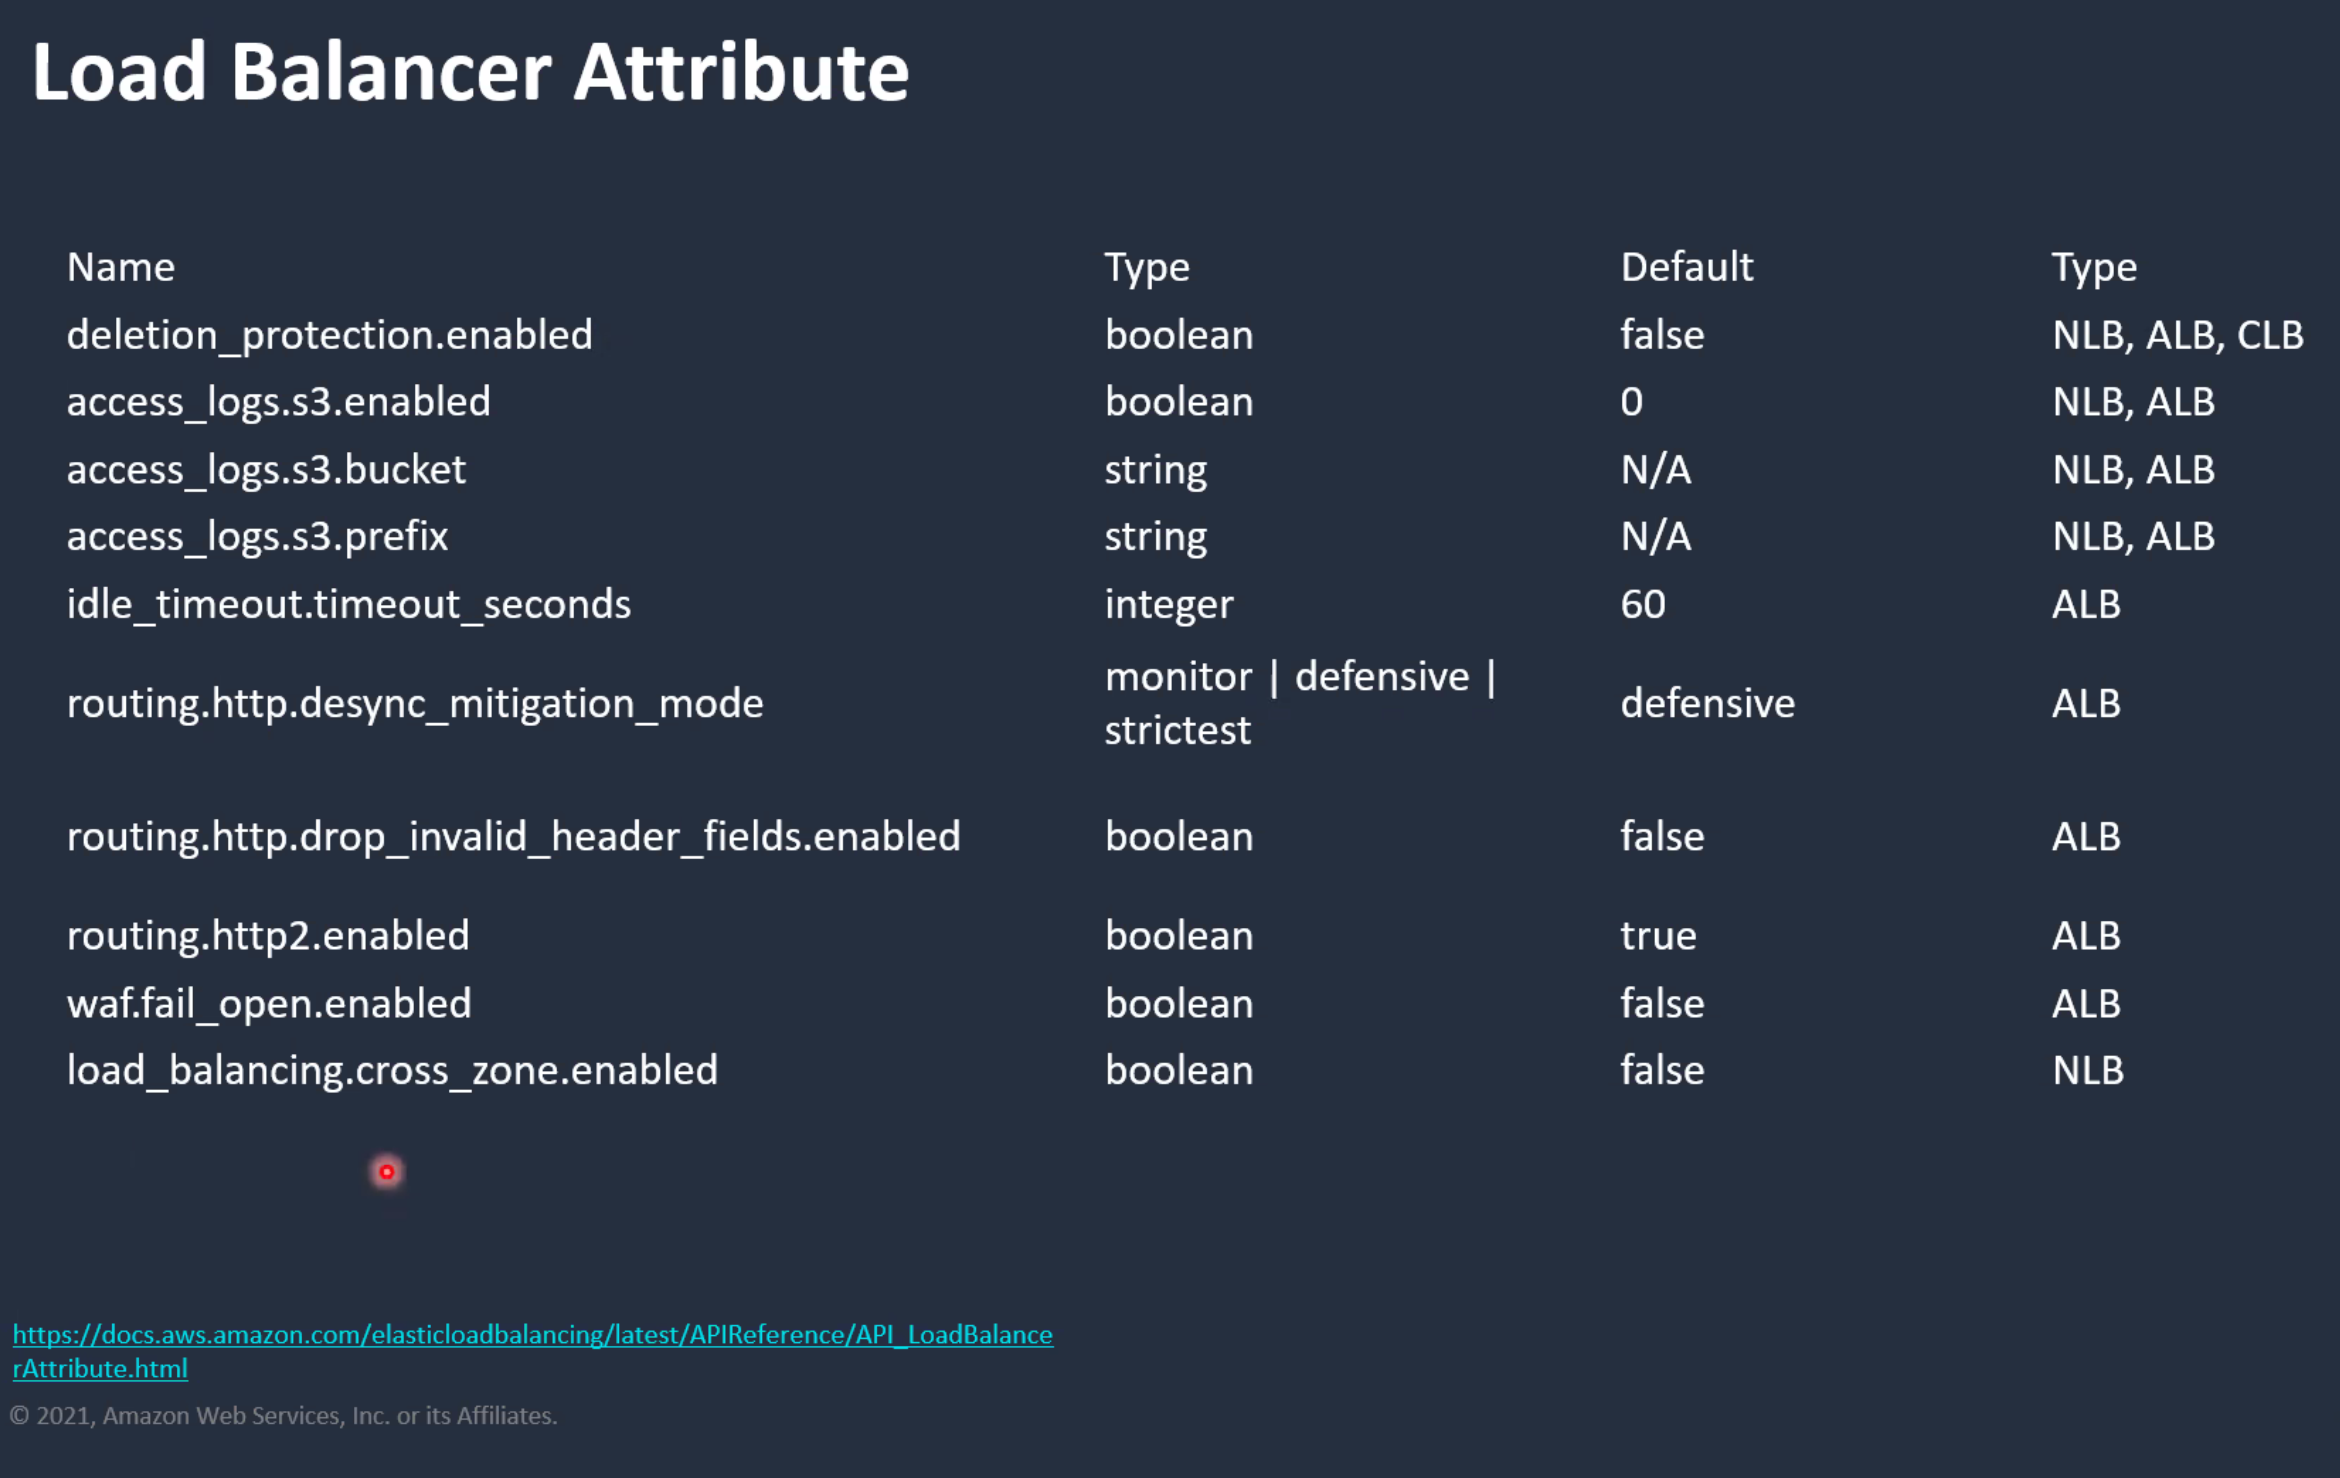 Load Balancer Attribute
Name Type Default Type
deletion_protection.enabled boolean false NLB, ALB, CLB
access_logs.s3.enabled boolean 0 NLB, ALB
access_logs.s3.bucket string N/A NLB, ALB
access_logs.s3.prefix string N/A NLB, ALB
idle_timeout.timeout_seconds integer 60 ALB
routing.http.desync_mitigation_mode monitor | defensive | defensive ALB
strictest
routing.http.drop_invalid_header_fields.enabled boolean false ALB
routing.http2.enabled boolean true ALB
waf.fail_open.enabled boolean false ALB
load_balancing.cross_zone.enabled boolean false NLB
https://docs.aws.amazon.com/elasticloadbalancing/latest/APIReference/API_LoadBalance
rAttribute.html
© 2021, Amazon Web Services, Inc. or its Affiliates.